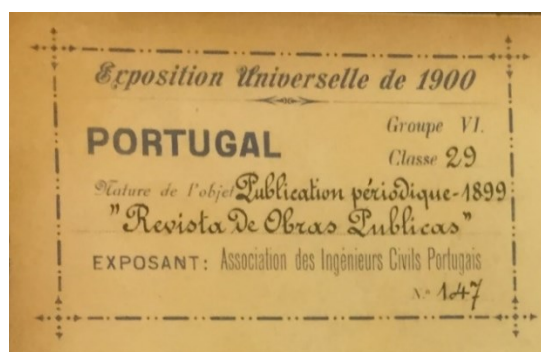 Exposition Universelle de 1900
PORTUGAL
Groupe VI.
Classe 29
Nature de l'objet Publication périodique-1899
"Revista De Obras Publicas"
EXPOSANT: Association des Ingénieurs Civils Portugais
N.º 147